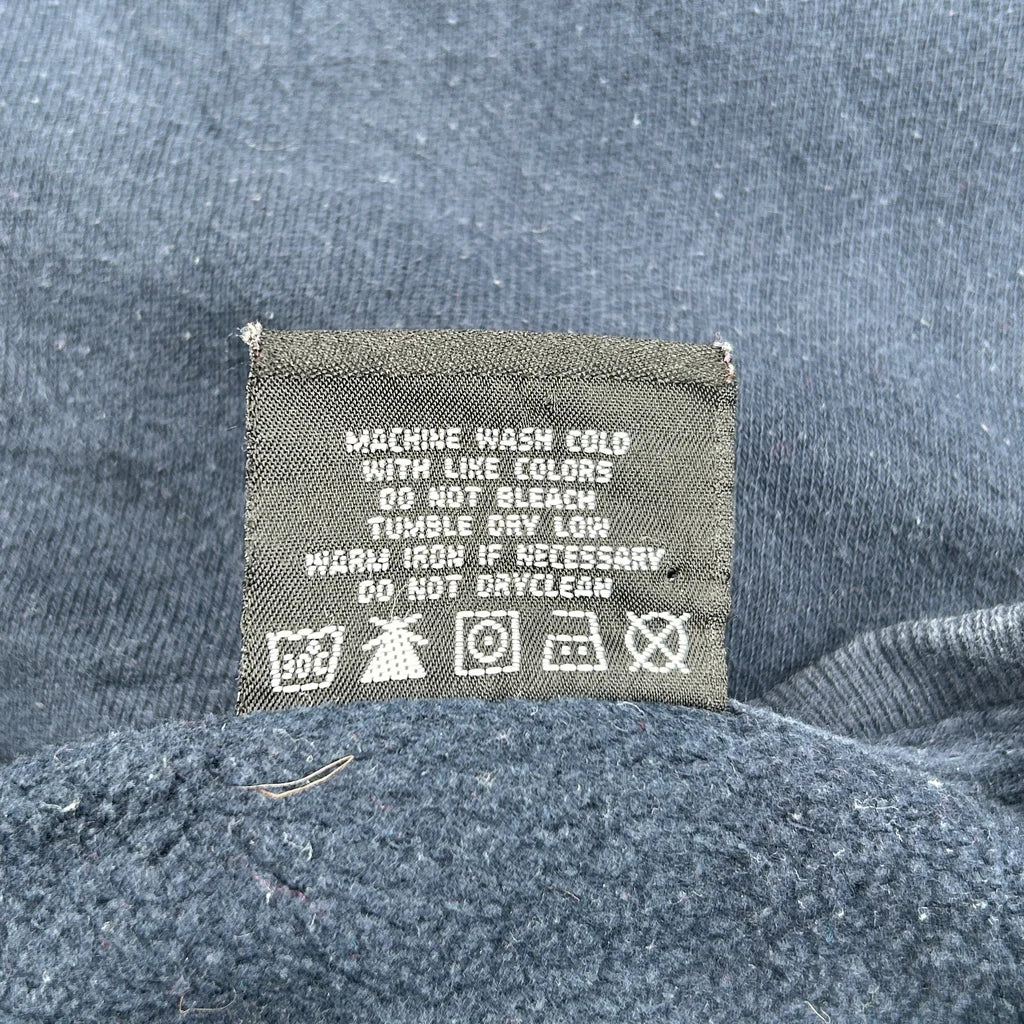 MACHINE WASH COLD
WITH LIKE COLORS
DO NOT BLEACH
TUMBLE DRY LOW
WARM IRON IF NECESSARY
DO NOT DRYCLEAN
30°C